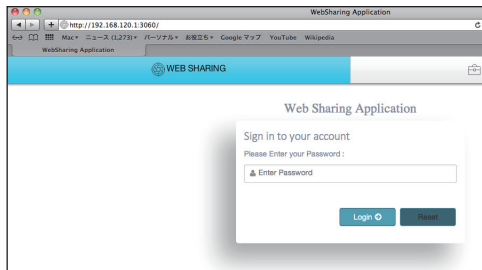 WebSharing Application
http://192.168.120.1:3060/
Mac▾ ニュース (1,273)▾ パーソナル▾ お役立ち▾ Google マップ YouTube Wikipedia
WebSharing Application
WEB SHARING
Web Sharing Application
Sign in to your account
Please Enter your Password :
Enter Password
Login
Reset